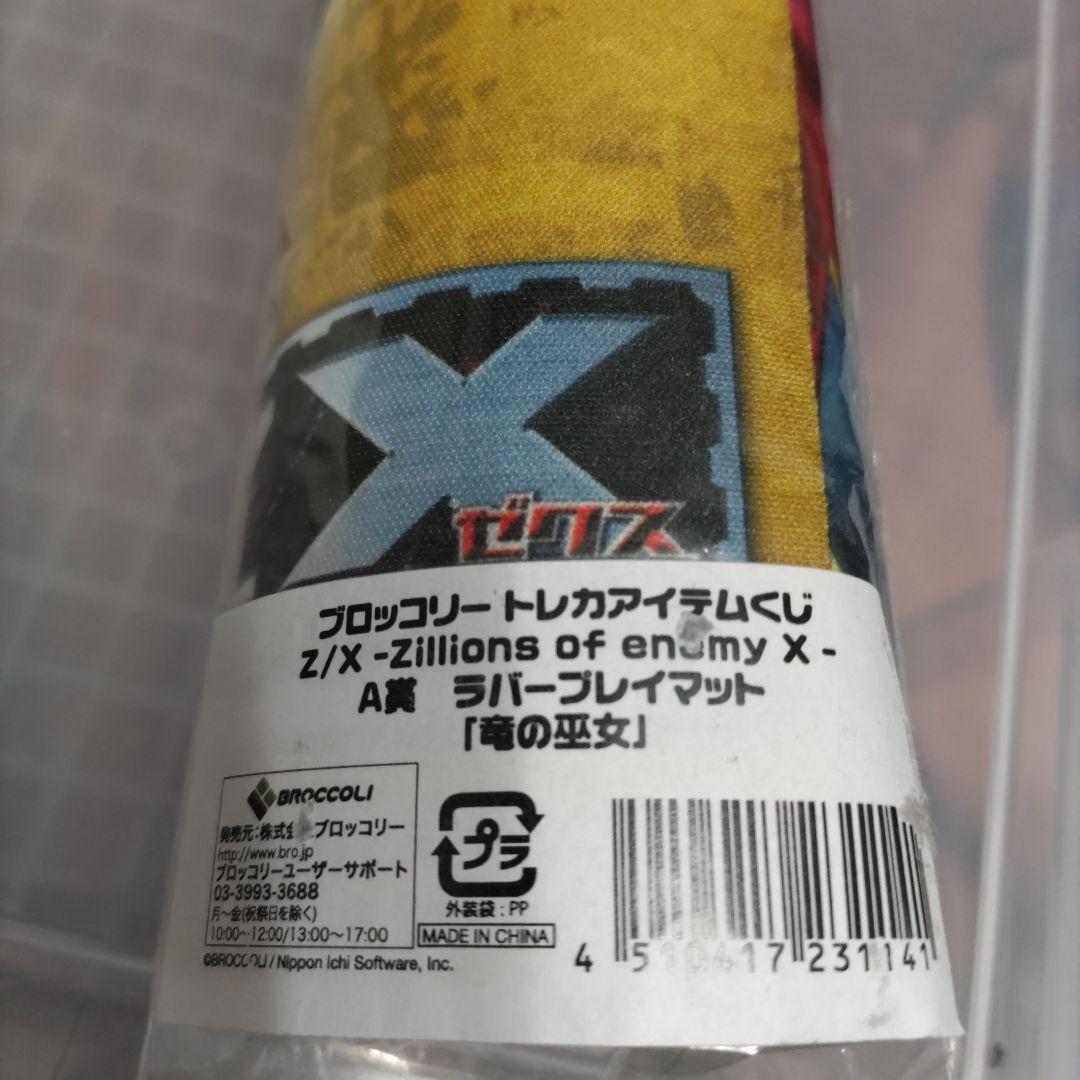 X
ゼクス
ブロッコリー トレカアイテムくじ
Z/X -Zillions of enemy X -
A賞 ラバープレイマット
「竜の巫女」
BROCCOLI
発売元:株式会社ブロッコリー
http://www.bro.jp
ブロッコリーユーザーサポート
03-3993-3688
月～金(祝祭日を除く)
10:00～12:00/13:00～17:00
©BROCCOLI / Nippon Ichi Software, Inc.
プラ
外装袋:PP
MADE IN CHINA
4 510417 231141